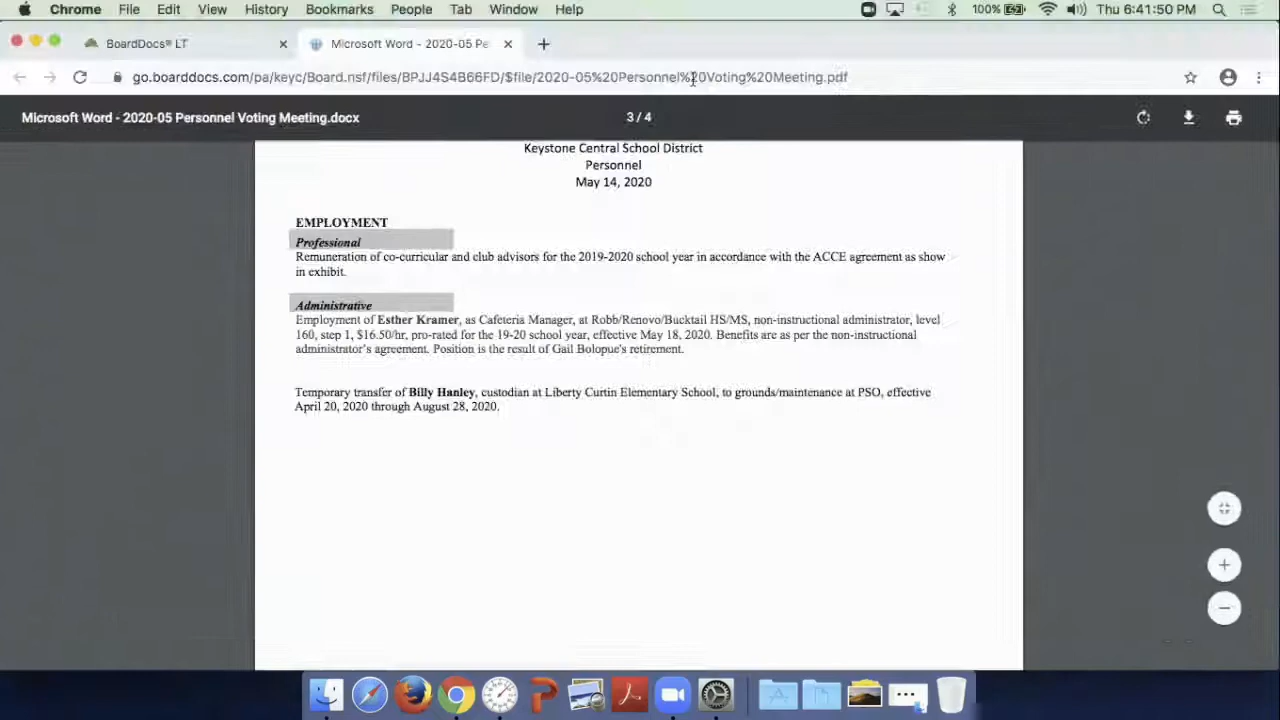 Chrome File Edit View History Bookmarks People Tab Window Help 100% Thu 6:41:50 PM
BoardDocs® LT Microsoft Word - 2020-05 Pe
go.boarddocs.com/pa/keyc/Board.nsf/files/BPJJ4S4B66FD/$file/2020-05%20Personnel%20Voting%20Meeting.pdf
Microsoft Word - 2020-05 Personnel Voting Meeting.docx 3 / 4
Keystone Central School District
Personnel
May 14, 2020
EMPLOYMENT
Professional
Remuneration of co-curricular and club advisors for the 2019-2020 school year in accordance with the ACCE agreement as show
in exhibit.
Administrative
Employment of Esther Kramer, as Cafeteria Manager, at Robb/Renovo/Bucktail HS/MS, non-instructional administrator, level
160, step 1, $16.50/hr, pro-rated for the 19-20 school year, effective May 18, 2020. Benefits are as per the non-instructional
administrator's agreement. Position is the result of Gail Bolopue's retirement.
Temporary transfer of Billy Hanley, custodian at Liberty Curtin Elementary School, to grounds/maintenance at PSO, effective
April 20, 2020 through August 28, 2020.